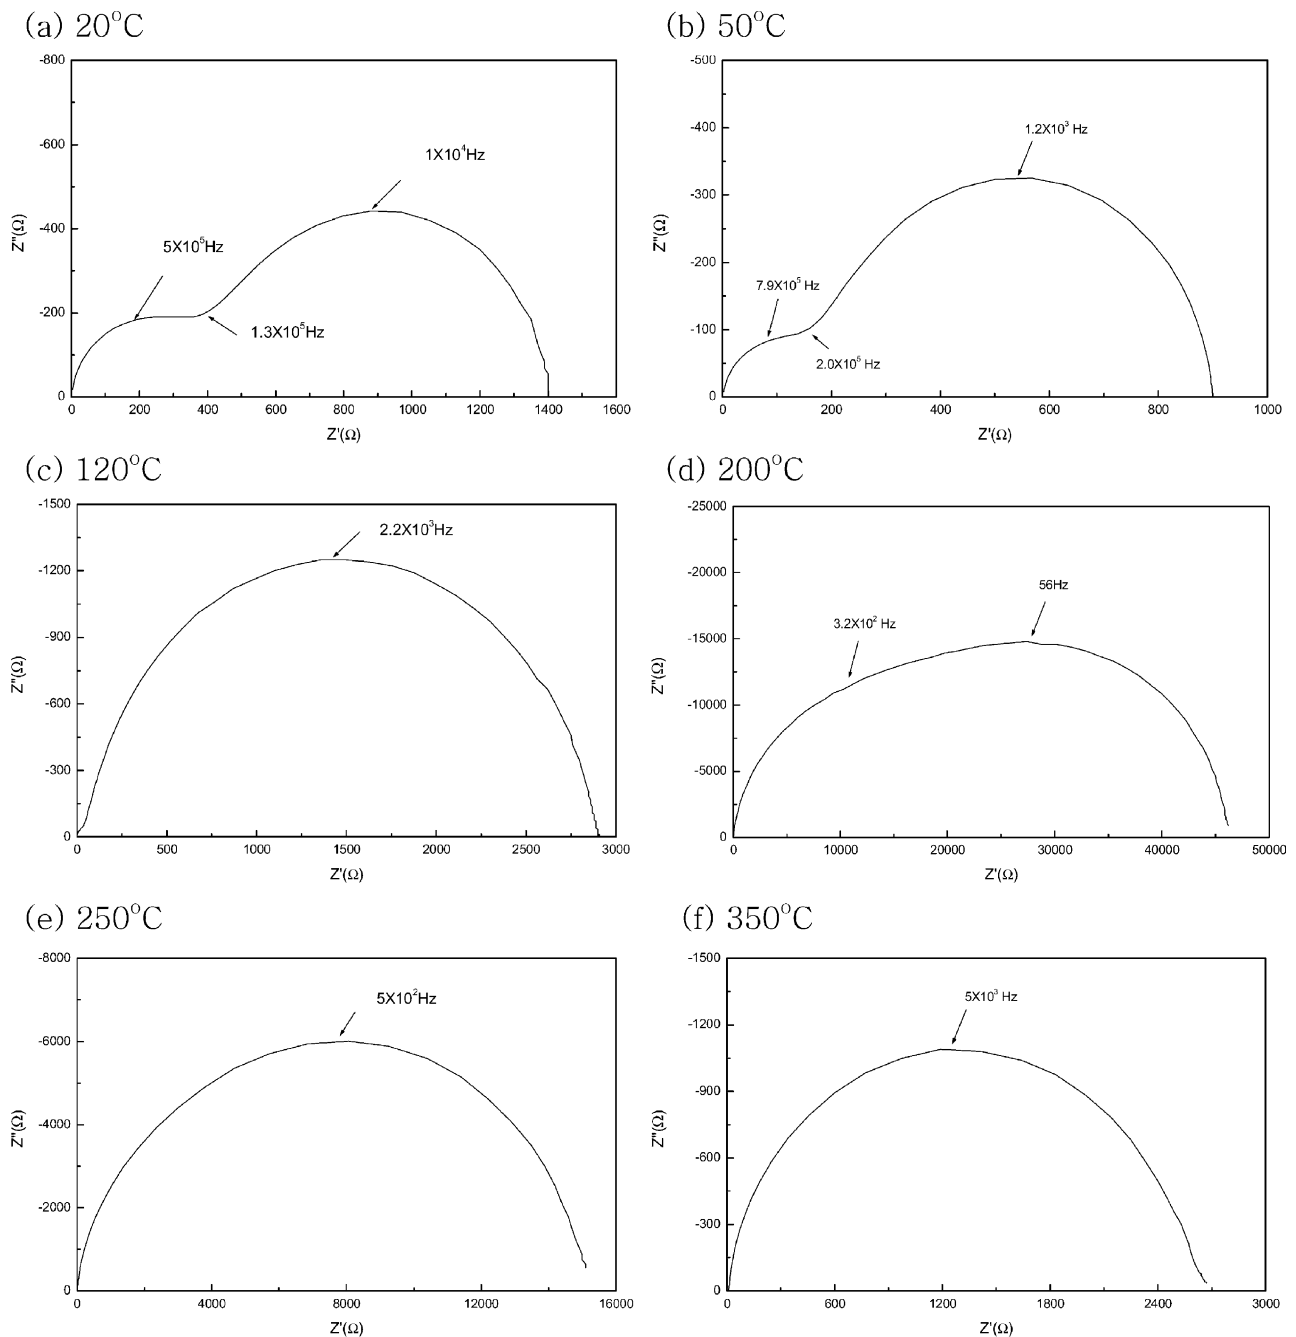 (a) 20°C
-800
-600
-400
-200
0
Z"(Ω)
1X10⁴Hz
5X10⁵Hz
1.3X10⁵Hz
0 200 400 600 800 1000 1200 1400 1600
Z'(Ω)
(b) 50°C
-500
-400
-300
-200
-100
0
Z"(Ω)
1.2X10³ Hz
7.9X10⁵ Hz
2.0X10⁵ Hz
0 200 400 600 800 1000
Z'(Ω)
(c) 120°C
-1500
-1200
-900
-600
-300
0
Z"(Ω)
2.2X10³Hz
0 500 1000 1500 2000 2500 3000
Z'(Ω)
(d) 200°C
-25000
-20000
-15000
-10000
-5000
0
Z"(Ω)
56Hz
3.2X10² Hz
0 10000 20000 30000 40000 50000
Z'(Ω)
(e) 250°C
-8000
-6000
-4000
-2000
0
Z"(Ω)
5X10²Hz
0 4000 8000 12000 16000
Z'(Ω)
(f) 350°C
-1500
-1200
-900
-600
-300
0
Z"(Ω)
5X10³ Hz
0 600 1200 1800 2400 3000
Z'(Ω)